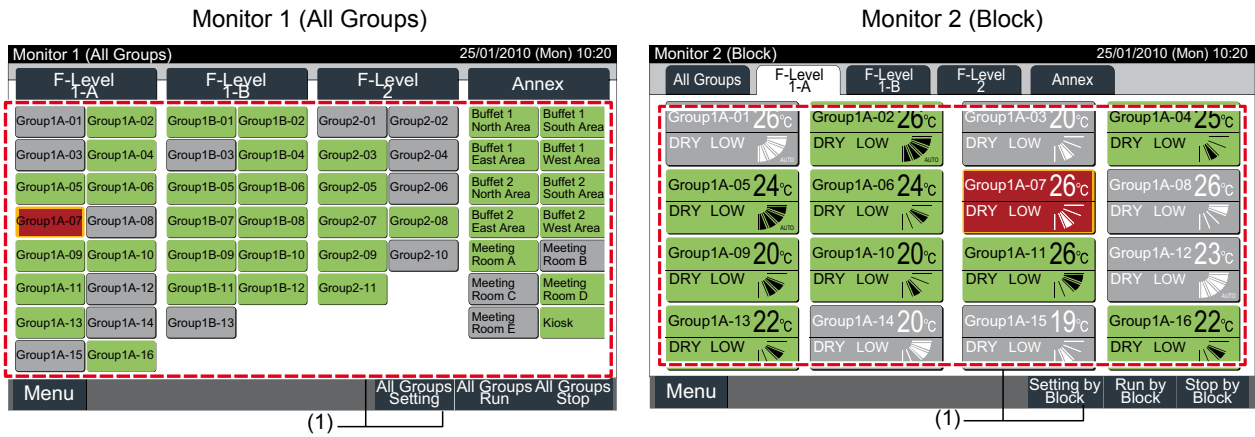 Monitor 1 (All Groups)
Monitor 1 (All Groups) 25/01/2010 (Mon) 10:20
F-Level 1-A
F-Level 1-B
F-Level 2
Annex
Group1A-01 Group1A-02 Group1B-01 Group1B-02 Group2-01 Group2-02 Buffet 1 North Area Buffet 1 South Area
Group1A-03 Group1A-04 Group1B-03 Group1B-04 Group2-03 Group2-04 Buffet 1 East Area Buffet 1 West Area
Group1A-05 Group1A-06 Group1B-05 Group1B-06 Group2-05 Group2-06 Buffet 2 North Area Buffet 2 South Area
Group1A-07 Group1A-08 Group1B-07 Group1B-08 Group2-07 Group2-08 Buffet 2 East Area Buffet 2 West Area
Group1A-09 Group1A-10 Group1B-09 Group1B-10 Group2-09 Group2-10 Meeting Room A Meeting Room B
Group1A-11 Group1A-12 Group1B-11 Group1B-12 Group2-11 Meeting Room C Meeting Room D
Group1A-13 Group1A-14 Group1B-13 Meeting Room E Kiosk
Group1A-15 Group1A-16
Menu All Groups Setting All Groups Run All Groups Stop
(1)
Monitor 2 (Block)
Monitor 2 (Block) 25/01/2010 (Mon) 10:20
All Groups F-Level 1-A F-Level 1-B F-Level 2 Annex
Group1A-01 26°C Group1A-02 26°C Group1A-03 20°C Group1A-04 25°C
DRY LOW AUTO DRY LOW AUTO DRY LOW DRY LOW
Group1A-05 24°C Group1A-06 24°C Group1A-07 26°C Group1A-08 26°C
DRY LOW AUTO DRY LOW DRY LOW DRY LOW
Group1A-09 20°C Group1A-10 20°C Group1A-11 26°C Group1A-12 23°C
DRY LOW DRY LOW DRY LOW DRY LOW AUTO
Group1A-13 22°C Group1A-14 20°C Group1A-15 19°C Group1A-16 22°C
DRY LOW DRY LOW DRY LOW DRY LOW
Menu Setting by Block Run by Block Stop by Block
(1)